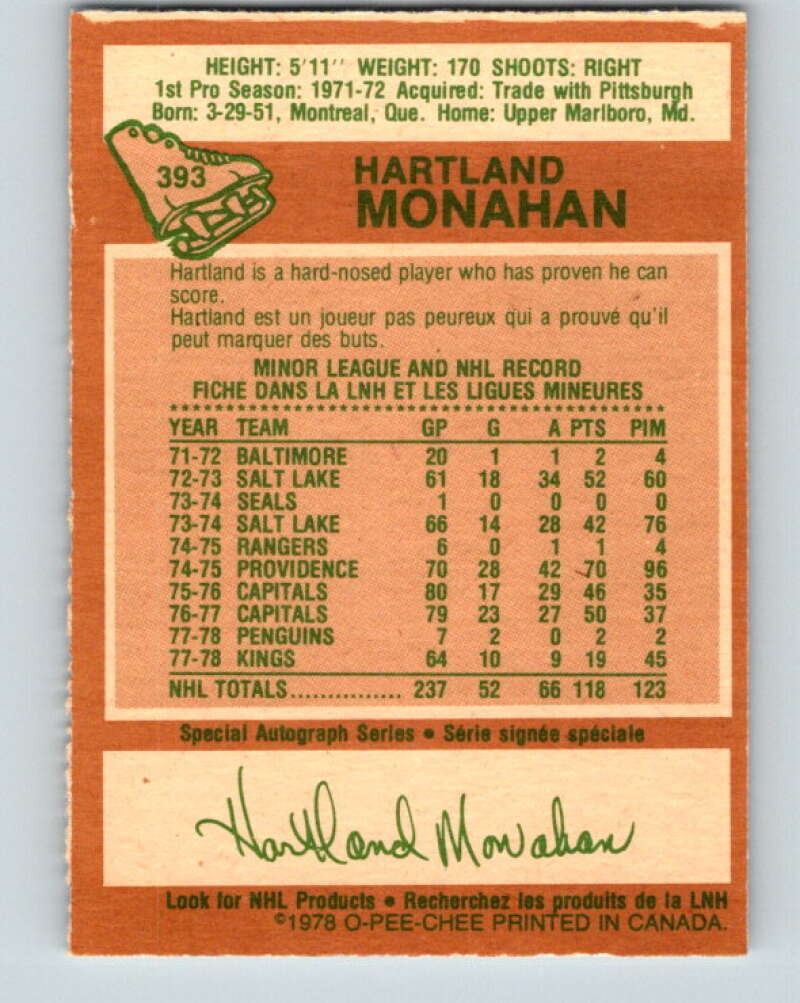 HEIGHT: 5'11'' WEIGHT: 170 SHOOTS: RIGHT
1st Pro Season: 1971-72 Acquired: Trade with Pittsburgh
Born: 3-29-51, Montreal, Que. Home: Upper Marlboro, Md.
393
HARTLAND
MONAHAN
Hartland is a hard-nosed player who has proven he can
score.
Hartland est un joueur pas peureux qui a prouvé qu'il
peut marquer des buts.
MINOR LEAGUE AND NHL RECORD
FICHE DANS LA LNH ET LES LIGUES MINEURES
YEAR TEAM GP G A PTS PIM
71-72 BALTIMORE 20 1 1 2 4
72-73 SALT LAKE 61 18 34 52 60
73-74 SEALS 1 0 0 0 0
73-74 SALT LAKE 66 14 28 42 76
74-75 RANGERS 6 0 1 1 4
74-75 PROVIDENCE 70 28 42 70 96
75-76 CAPITALS 80 17 29 46 35
76-77 CAPITALS 79 23 27 50 37
77-78 PENGUINS 7 2 0 2 2
77-78 KINGS 64 10 9 19 45
NHL TOTALS............... 237 52 66 118 123
Special Autograph Series • Série signée spéciale
Hartland Monahan
Look for NHL Products • Recherchez les produits de la LNH
©1978 O-PEE-CHEE PRINTED IN CANADA.